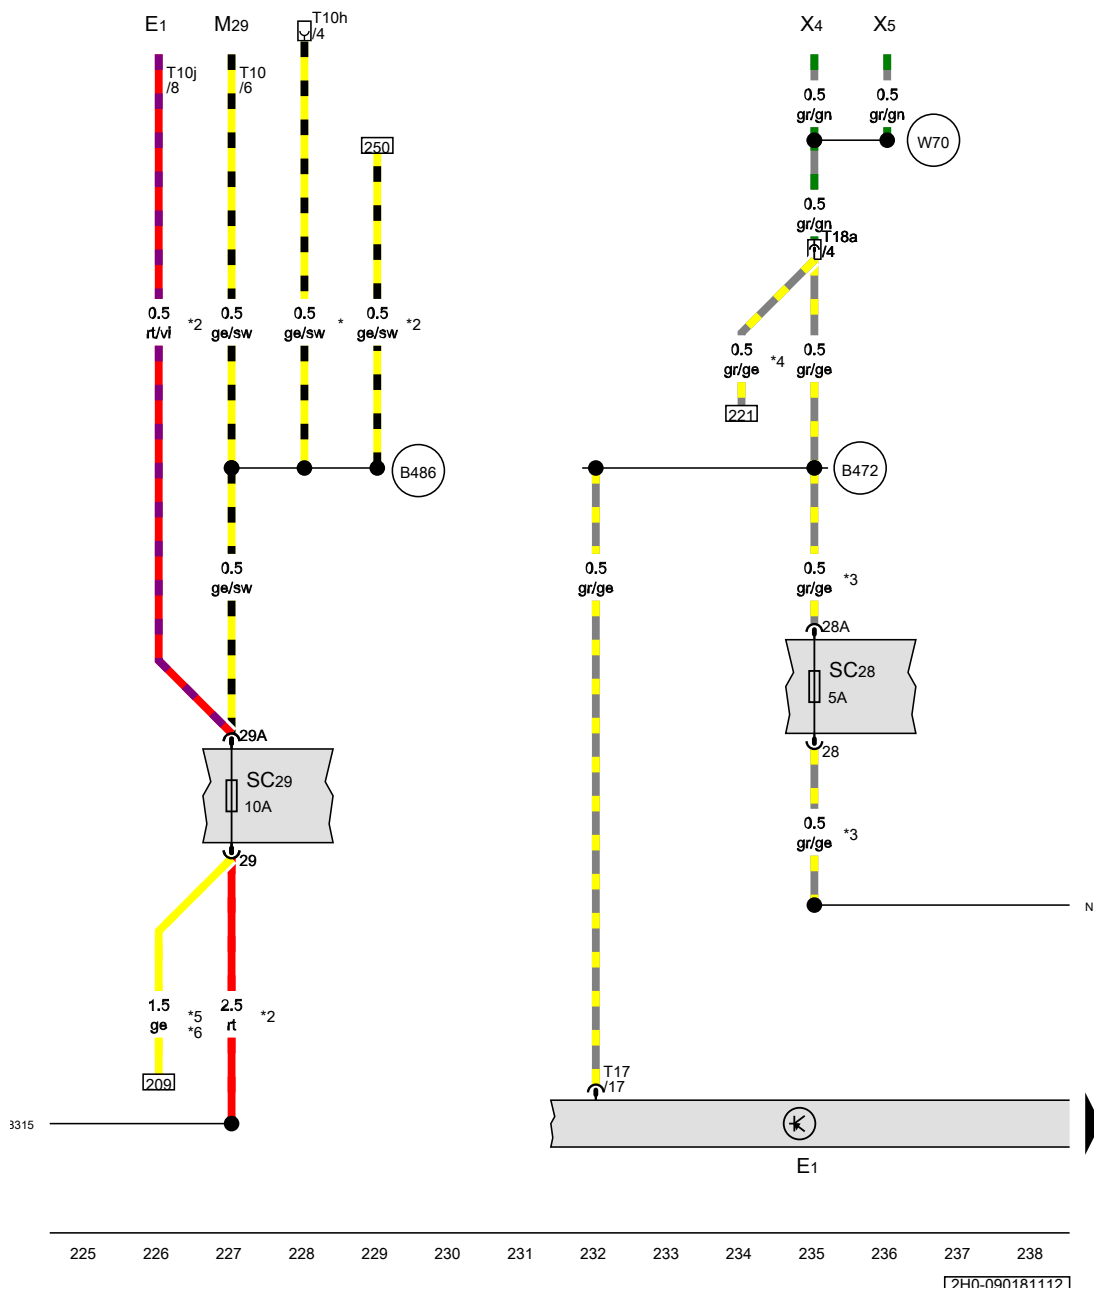 E1 M29 T10h X4 X5
/4
T10j T10
/8 /6
0.5 0.5
gr/gn gr/gn
250 W70
0.5
gr/gn
T18a
/4
0.5 0.5 0.5 0.5
rt/vi *2 ge/sw ge/sw * ge/sw *2
0.5 0.5
gr/ge *4 gr/ge
221
B486 B472
0.5 0.5 0.5
ge/sw gr/ge gr/ge *3
28A
SC28
5A
29A 28
SC29
10A
0.5
gr/ge *3
29
N
1.5 *5 2.5 *2
ge *6 rt
209
T17
/17
3315
E1
225 226 227 228 229 230 231 232 233 234 235 236 237 238
2H0-090181112